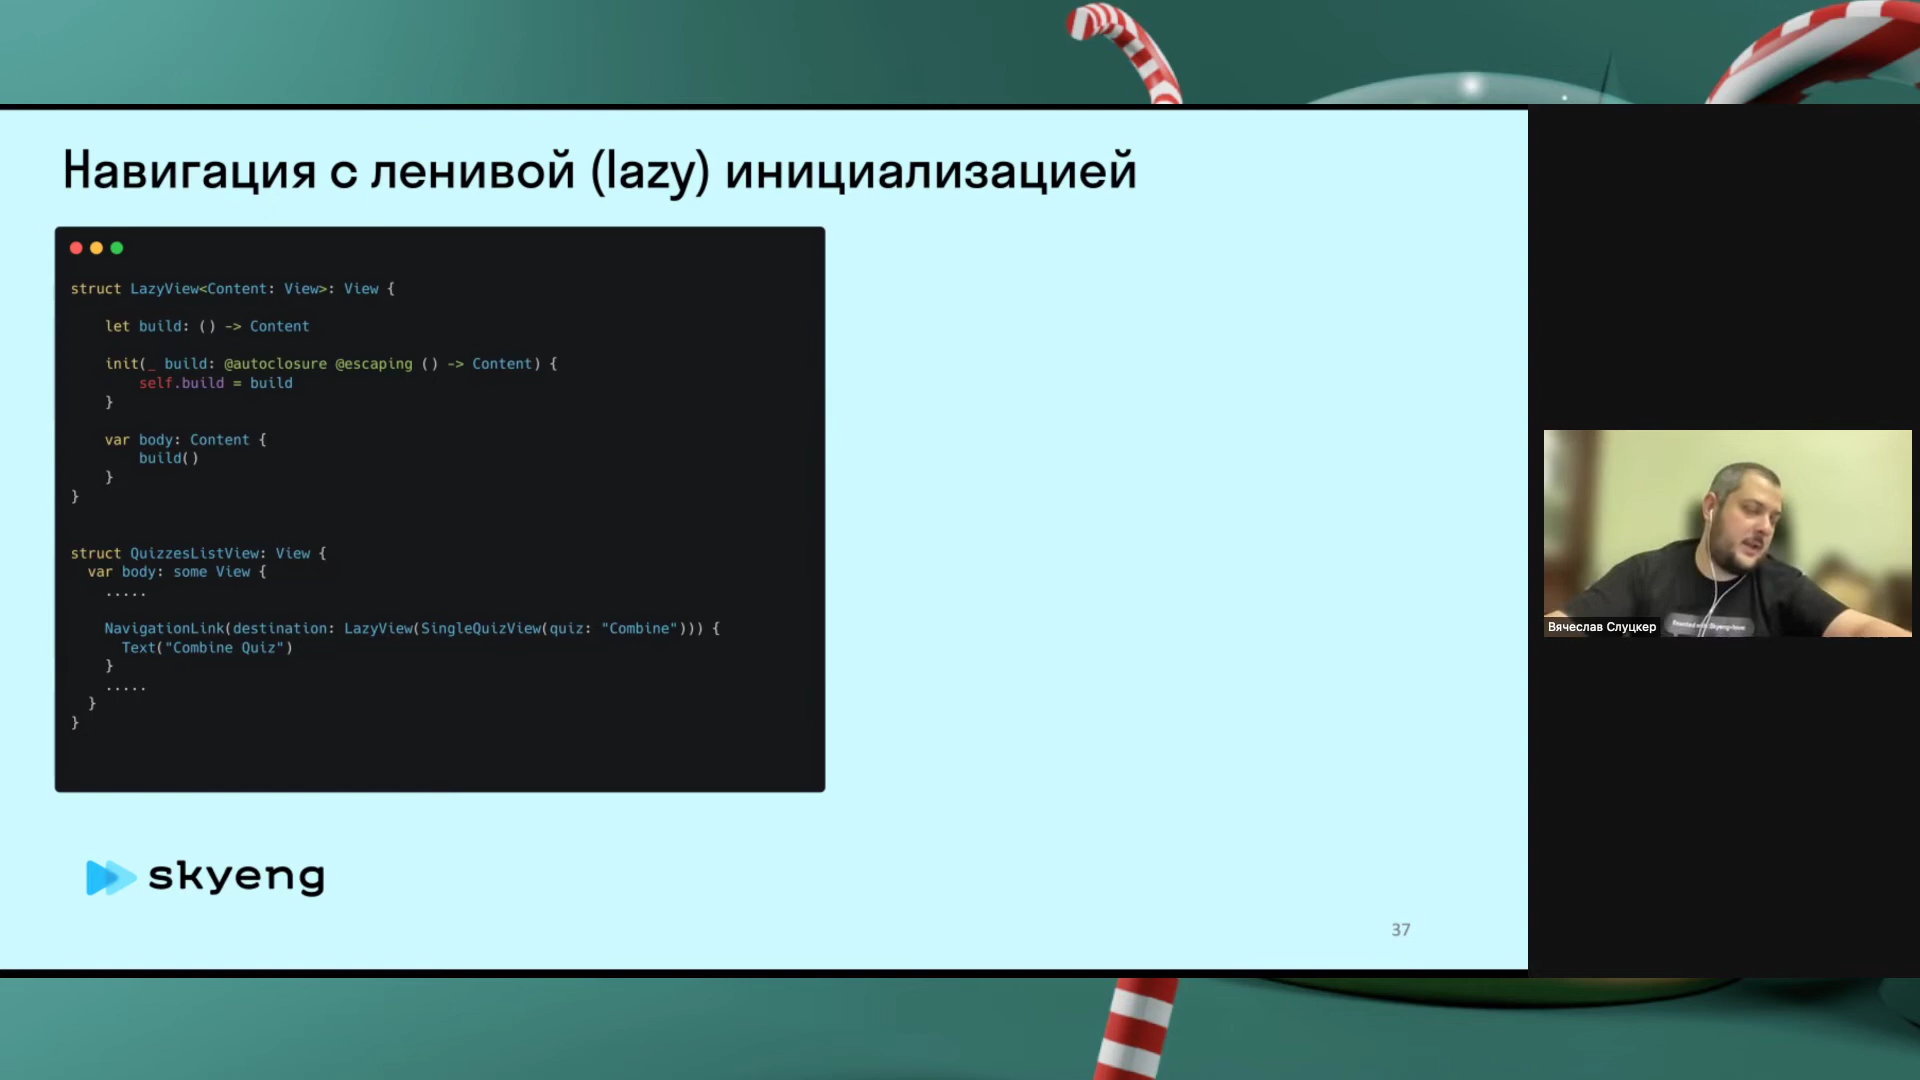 Навигация с ленивой (lazy) инициализацией
struct LazyView<Content: View>: View {
let build: () -> Content
init(_ build: @autoclosure @escaping () -> Content) {
self.build = build
}
var body: Content {
build()
}
}
struct QuizzesListView: View {
var body: some View {
.....
NavigationLink(destination: LazyView(SingleQuizView(quiz: "Combine"))) {
Text("Combine Quiz")
}
.....
}
}
skyeng
37
Вячеслав Слуцкер